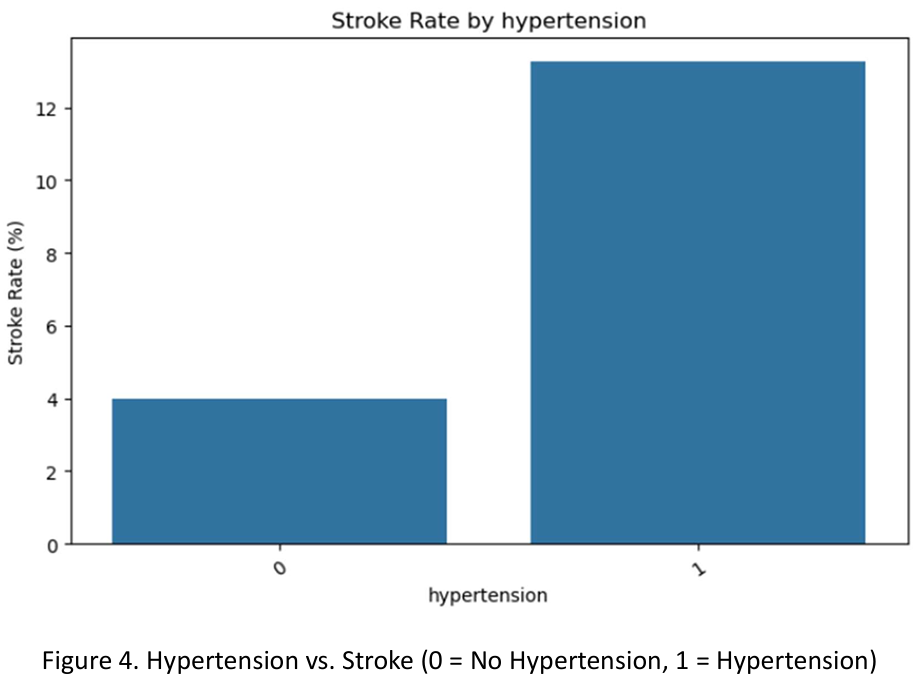 Stroke Rate by hypertension
Stroke Rate (%)
12
10
8
6
4
2
0
0
1
hypertension
Figure 4. Hypertension vs. Stroke (0 = No Hypertension, 1 = Hypertension)